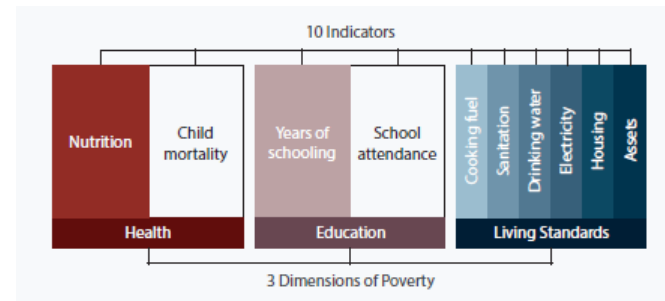 10 Indicators
Nutrition
Child
mortality
Years of
schooling
School
attendance
Cooking fuel
Sanitation
Drinking water
Electricity
Housing
Assets
Health
Education
Living Standards
3 Dimensions of Poverty